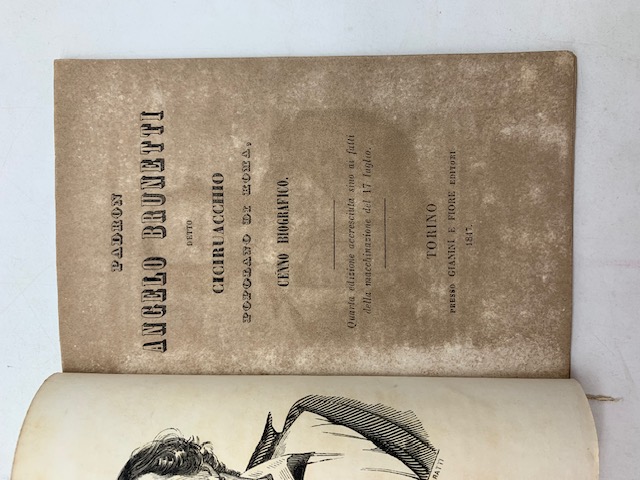 PADRON
ANGELO BRUNETTI
DETTO
CICIRUACCHIO
POPOLANO DI ROMA,
CENNO BIOGRAFICO.
Quarta edizione accresciuta sino ai fatti
della macchinazione del 17 luglio.
TORINO
PRESSO GIANINI E FIORE EDITORI
1847.
RATTI